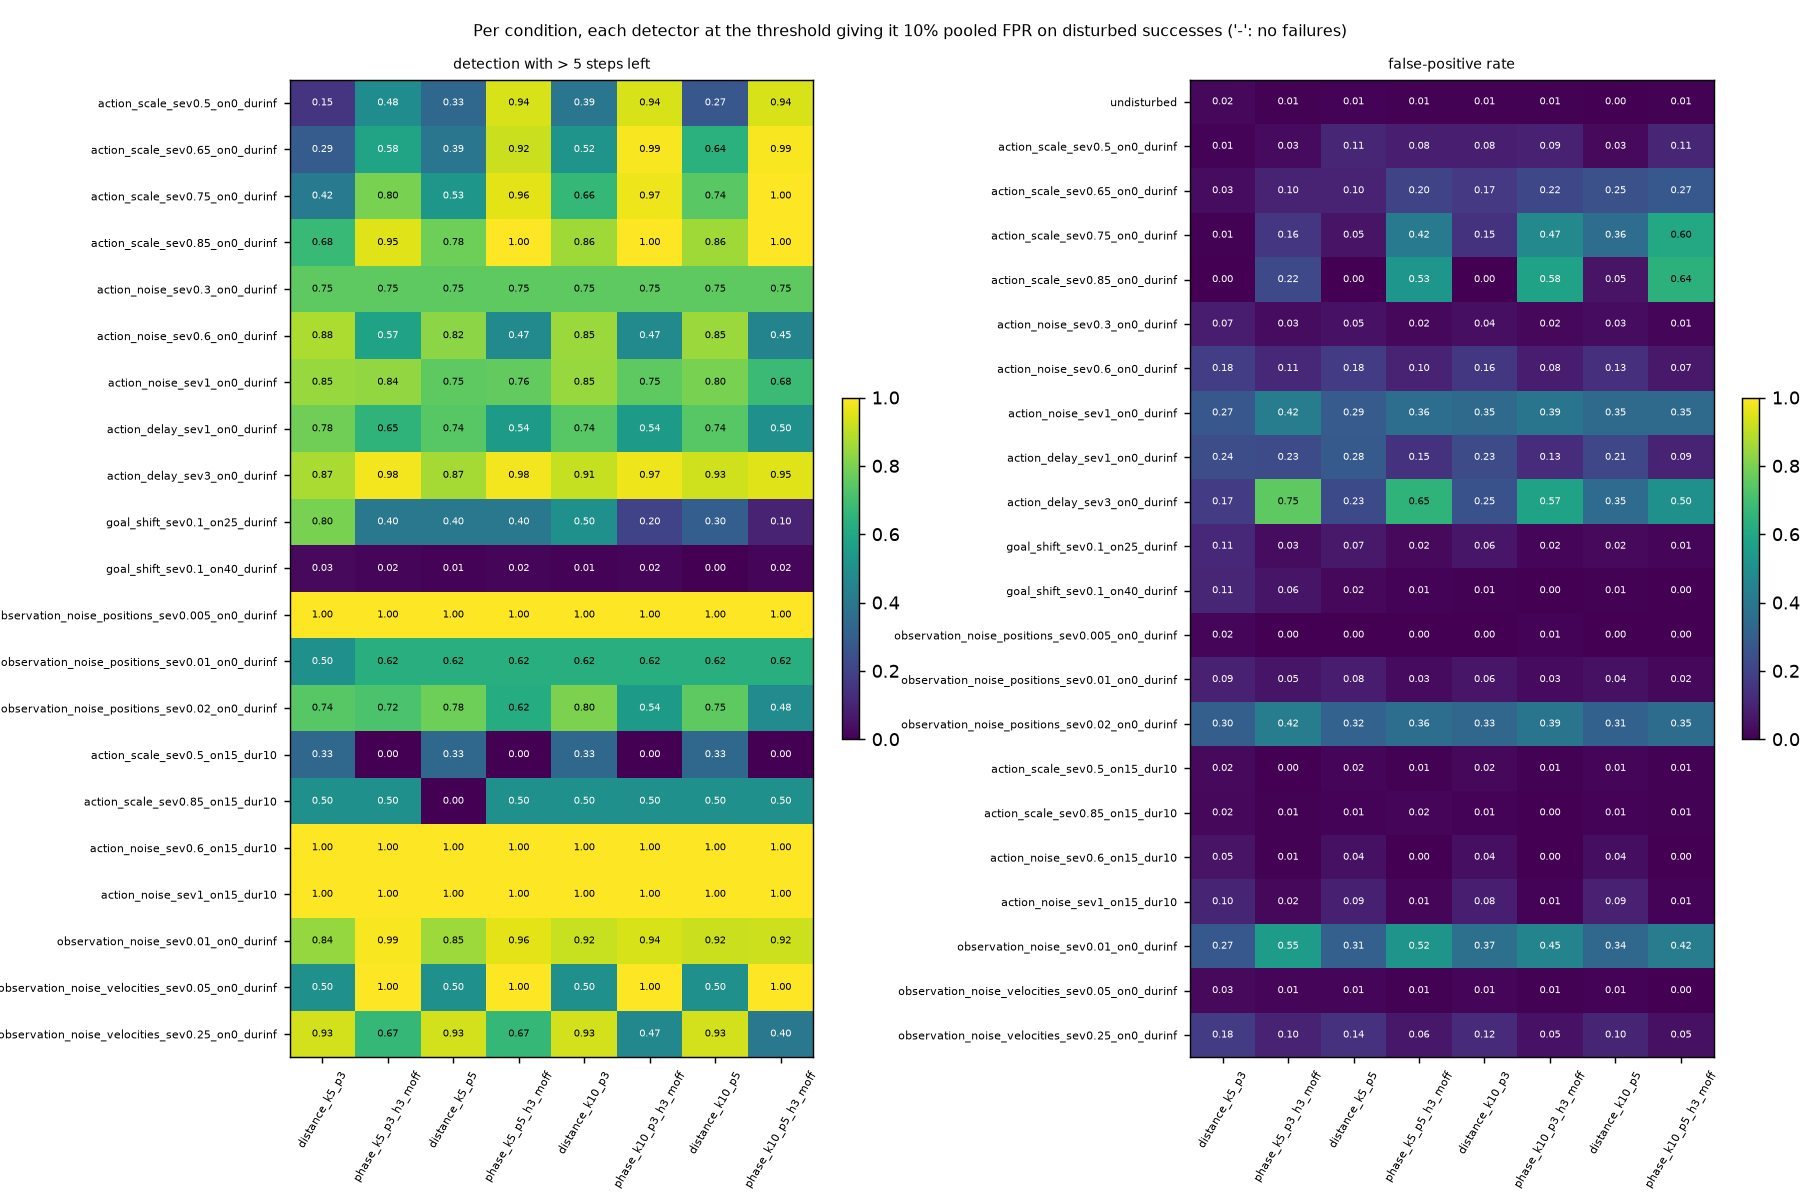 Per condition, each detector at the threshold giving it 10% pooled FPR on disturbed successes ('-': no failures)
detection with > 5 steps left
action_scale_sev0.5_on0_durinf 0.15 0.48 0.33 0.94 0.39 0.94 0.27 0.94
action_scale_sev0.65_on0_durinf 0.29 0.58 0.39 0.92 0.52 0.99 0.64 0.99
action_scale_sev0.75_on0_durinf 0.42 0.80 0.53 0.96 0.66 0.97 0.74 1.00
action_scale_sev0.85_on0_durinf 0.68 0.95 0.78 1.00 0.86 1.00 0.86 1.00
action_noise_sev0.3_on0_durinf 0.75 0.75 0.75 0.75 0.75 0.75 0.75 0.75
action_noise_sev0.6_on0_durinf 0.88 0.57 0.82 0.47 0.85 0.47 0.85 0.45
action_noise_sev1_on0_durinf 0.85 0.84 0.75 0.76 0.85 0.75 0.80 0.68
action_delay_sev1_on0_durinf 0.78 0.65 0.74 0.54 0.74 0.54 0.74 0.50
action_delay_sev3_on0_durinf 0.87 0.98 0.87 0.98 0.91 0.97 0.93 0.95
goal_shift_sev0.1_on25_durinf 0.80 0.40 0.40 0.40 0.50 0.20 0.30 0.10
goal_shift_sev0.1_on40_durinf 0.03 0.02 0.01 0.02 0.01 0.02 0.00 0.02
bservation_noise_positions_sev0.005_on0_durinf 1.00 1.00 1.00 1.00 1.00 1.00 1.00 1.00
observation_noise_positions_sev0.01_on0_durinf 0.50 0.62 0.62 0.62 0.62 0.62 0.62 0.62
observation_noise_positions_sev0.02_on0_durinf 0.74 0.72 0.78 0.62 0.80 0.54 0.75 0.48
action_scale_sev0.5_on15_dur10 0.33 0.00 0.33 0.00 0.33 0.00 0.33 0.00
action_scale_sev0.85_on15_dur10 0.50 0.50 0.00 0.50 0.50 0.50 0.50 0.50
action_noise_sev0.6_on15_dur10 1.00 1.00 1.00 1.00 1.00 1.00 1.00 1.00
action_noise_sev1_on15_dur10 1.00 1.00 1.00 1.00 1.00 1.00 1.00 1.00
observation_noise_sev0.01_on0_durinf 0.84 0.99 0.85 0.96 0.92 0.94 0.92 0.92
observation_noise_velocities_sev0.05_on0_durinf 0.50 1.00 0.50 1.00 0.50 1.00 0.50 1.00
observation_noise_velocities_sev0.25_on0_durinf 0.93 0.67 0.93 0.67 0.93 0.47 0.93 0.40
distance_k5_p3
phase_k5_p3_h3_moff
distance_k5_p5
phase_k5_p5_h3_moff
distance_k10_p3
phase_k10_p3_h3_moff
distance_k10_p5
phase_k10_p5_h3_moff
1.0
0.8
0.6
0.4
0.2
0.0
false-positive rate
undisturbed 0.02 0.01 0.01 0.01 0.01 0.01 0.00 0.01
action_scale_sev0.5_on0_durinf 0.01 0.03 0.11 0.08 0.08 0.09 0.03 0.11
action_scale_sev0.65_on0_durinf 0.03 0.10 0.10 0.20 0.17 0.22 0.25 0.27
action_scale_sev0.75_on0_durinf 0.01 0.16 0.05 0.42 0.15 0.47 0.36 0.60
action_scale_sev0.85_on0_durinf 0.00 0.22 0.00 0.53 0.00 0.58 0.05 0.64
action_noise_sev0.3_on0_durinf 0.07 0.03 0.05 0.02 0.04 0.02 0.03 0.01
action_noise_sev0.6_on0_durinf 0.18 0.11 0.18 0.10 0.16 0.08 0.13 0.07
action_noise_sev1_on0_durinf 0.27 0.42 0.29 0.36 0.35 0.39 0.35 0.35
action_delay_sev1_on0_durinf 0.24 0.23 0.28 0.15 0.23 0.13 0.21 0.09
action_delay_sev3_on0_durinf 0.17 0.75 0.23 0.65 0.25 0.57 0.35 0.50
goal_shift_sev0.1_on25_durinf 0.11 0.03 0.07 0.02 0.06 0.02 0.02 0.01
goal_shift_sev0.1_on40_durinf 0.11 0.06 0.02 0.01 0.01 0.00 0.01 0.00
observation_noise_positions_sev0.005_on0_durinf 0.02 0.00 0.00 0.00 0.00 0.01 0.00 0.00
observation_noise_positions_sev0.01_on0_durinf 0.09 0.05 0.08 0.03 0.06 0.03 0.04 0.02
observation_noise_positions_sev0.02_on0_durinf 0.30 0.42 0.32 0.36 0.33 0.39 0.31 0.35
action_scale_sev0.5_on15_dur10 0.02 0.00 0.02 0.01 0.02 0.01 0.01 0.01
action_scale_sev0.85_on15_dur10 0.02 0.01 0.01 0.02 0.01 0.00 0.01 0.01
action_noise_sev0.6_on15_dur10 0.05 0.01 0.04 0.00 0.04 0.00 0.04 0.00
action_noise_sev1_on15_dur10 0.10 0.02 0.09 0.01 0.08 0.01 0.09 0.01
observation_noise_sev0.01_on0_durinf 0.27 0.55 0.31 0.52 0.37 0.45 0.34 0.42
observation_noise_velocities_sev0.05_on0_durinf 0.03 0.01 0.01 0.01 0.01 0.01 0.01 0.00
observation_noise_velocities_sev0.25_on0_durinf 0.18 0.10 0.14 0.06 0.12 0.05 0.10 0.05
distance_k5_p3
phase_k5_p3_h3_moff
distance_k5_p5
phase_k5_p5_h3_moff
distance_k10_p3
phase_k10_p3_h3_moff
distance_k10_p5
phase_k10_p5_h3_moff
1.0
0.8
0.6
0.4
0.2
0.0